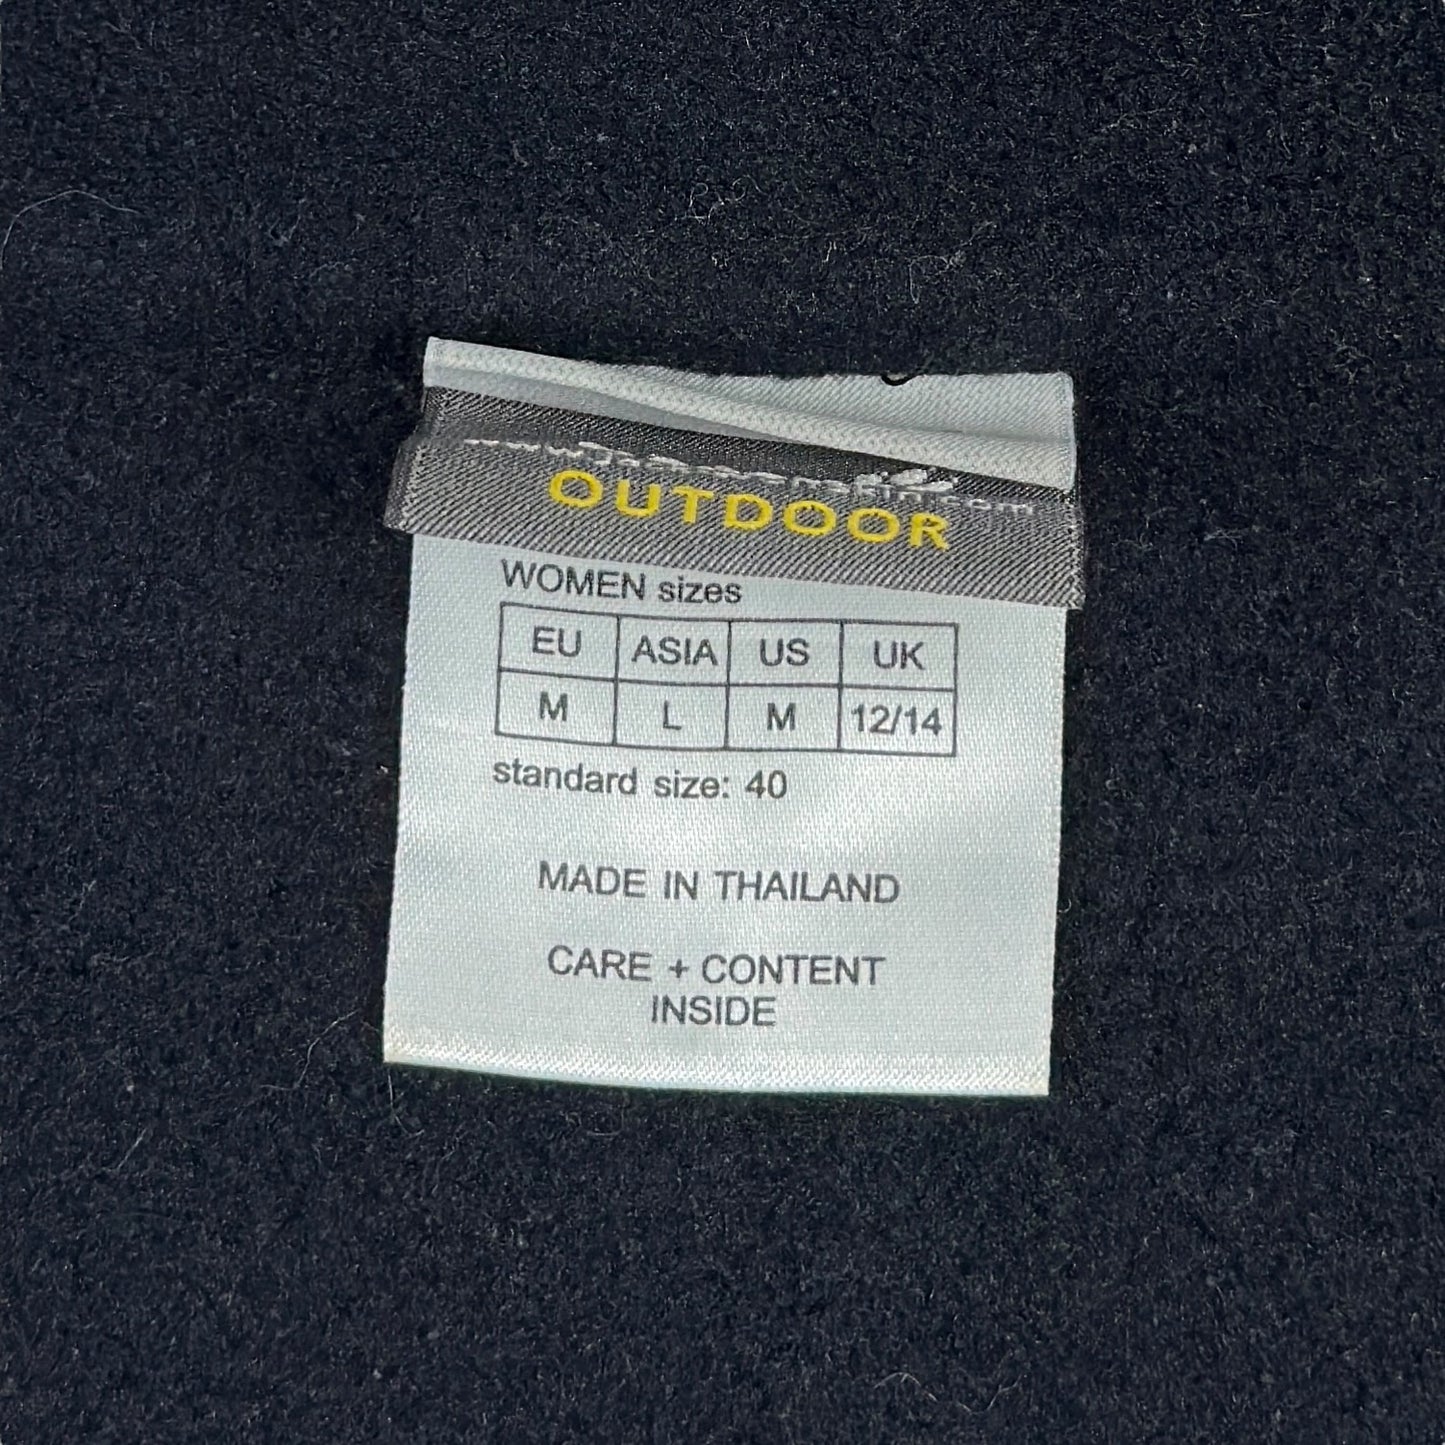 OUTDOOR
WOMEN sizes
EU ASIA US UK
M L M 12/14
standard size: 40
MADE IN THAILAND
CARE + CONTENT
INSIDE